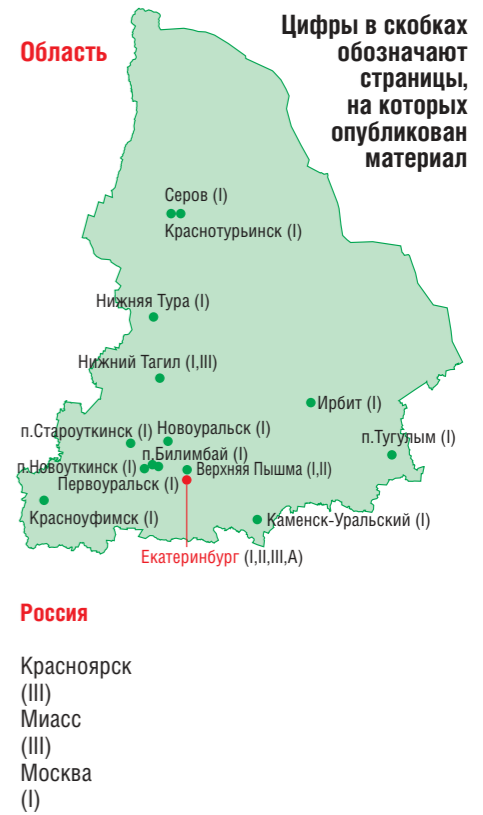 Область
Цифры в скобках
обозначают
страницы,
на которых
опубликован
материал
Серов (I)
Краснотурьинск (I)
Нижняя Тура (I)
Нижний Тагил (I,III)
Ирбит (I)
п.Староуткинск (I)
Новоуральск (I)
п.Тугулым (I)
п.Билимбай (I)
п.Новоуткинск (I)
Верхняя Пышма (I,II)
Первоуральск (I)
Красноуфимск (I)
Каменск-Уральский (I)
Екатеринбург (I,II,III,А)
Россия
Красноярск
(III)
Миасс
(III)
Москва
(I)